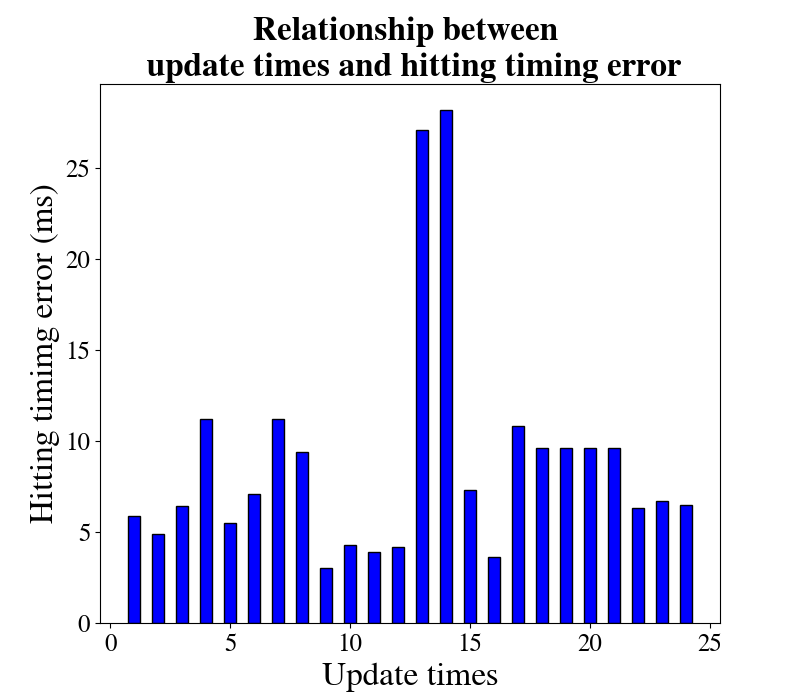 Relationship between
update times and hitting timing error
Hitting timimg error (ms)
25
20
15
10
5
0
0 5 10 15 20 25
Update times